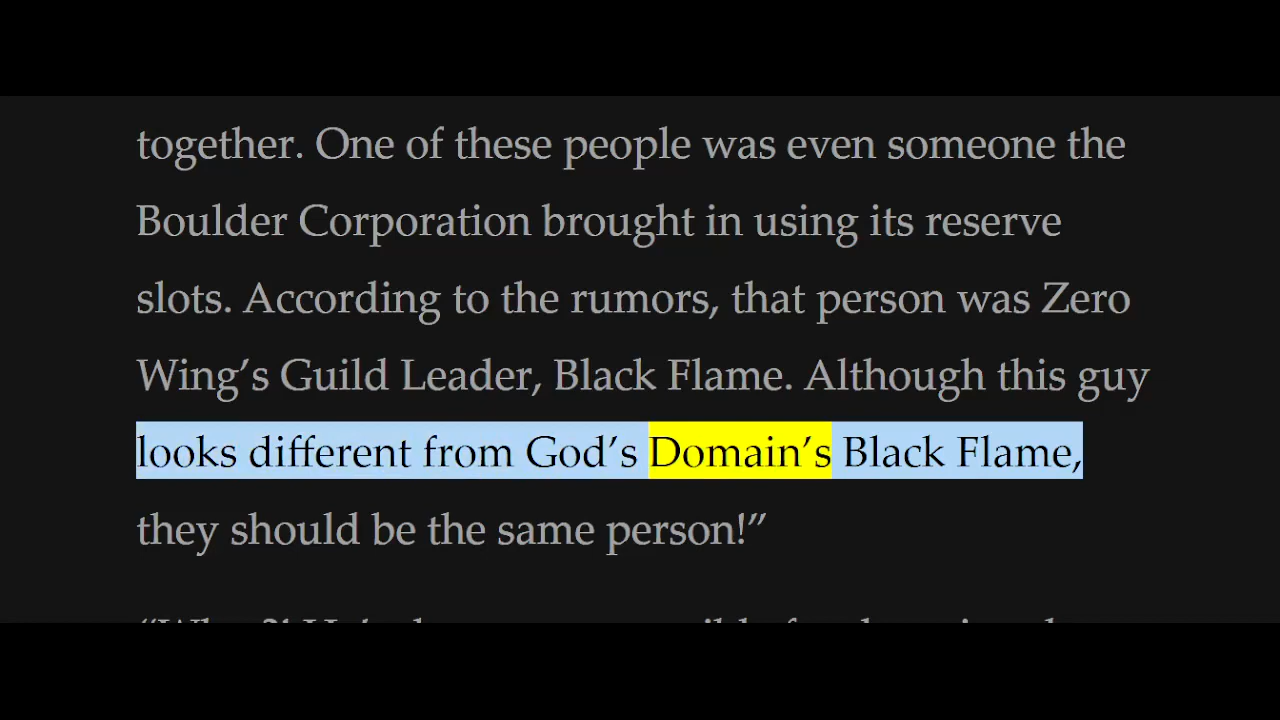 together. One of these people was even someone the
Boulder Corporation brought in using its reserve
slots. According to the rumors, that person was Zero
Wing’s Guild Leader, Black Flame. Although this guy
looks different from God’s Domain’s Black Flame,
they should be the same person!”